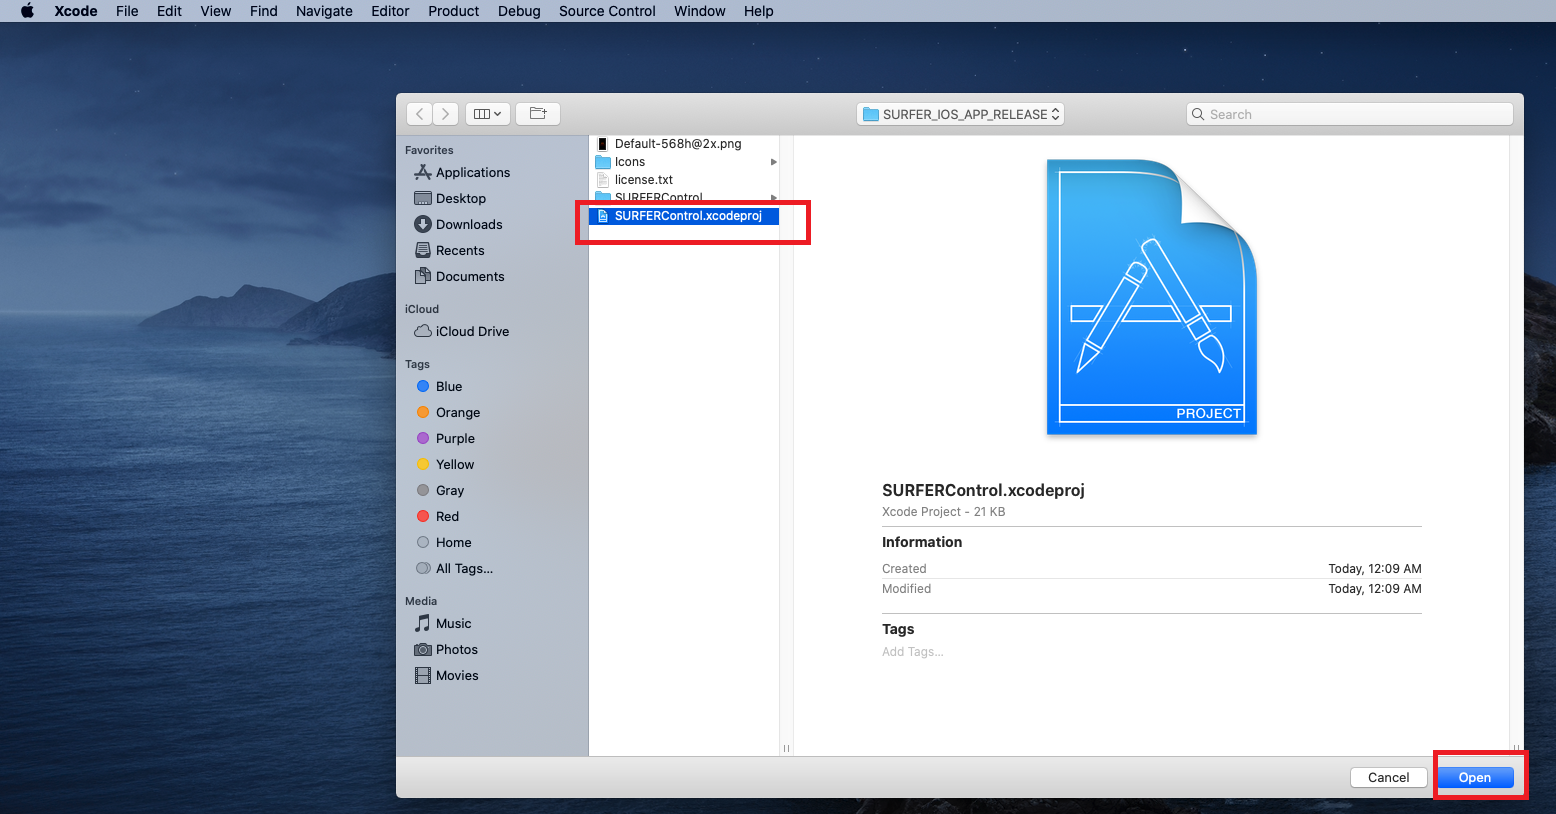 Xcode File Edit View Find Navigate Editor Product Debug Source Control Window Help
SURFER_IOS_APP_RELEASE
Search
Favorites
Applications
Desktop
Downloads
Recents
Documents
iCloud
iCloud Drive
Tags
Blue
Orange
Purple
Yellow
Gray
Red
Home
All Tags...
Media
Music
Photos
Movies
Default-568h@2x.png
Icons
license.txt
SURFERControl
SURFERControl.xcodeproj
PROJECT
SURFERControl.xcodeproj
Xcode Project - 21 KB
Information
Created Today, 12:09 AM
Modified Today, 12:09 AM
Tags
Add Tags...
Cancel Open